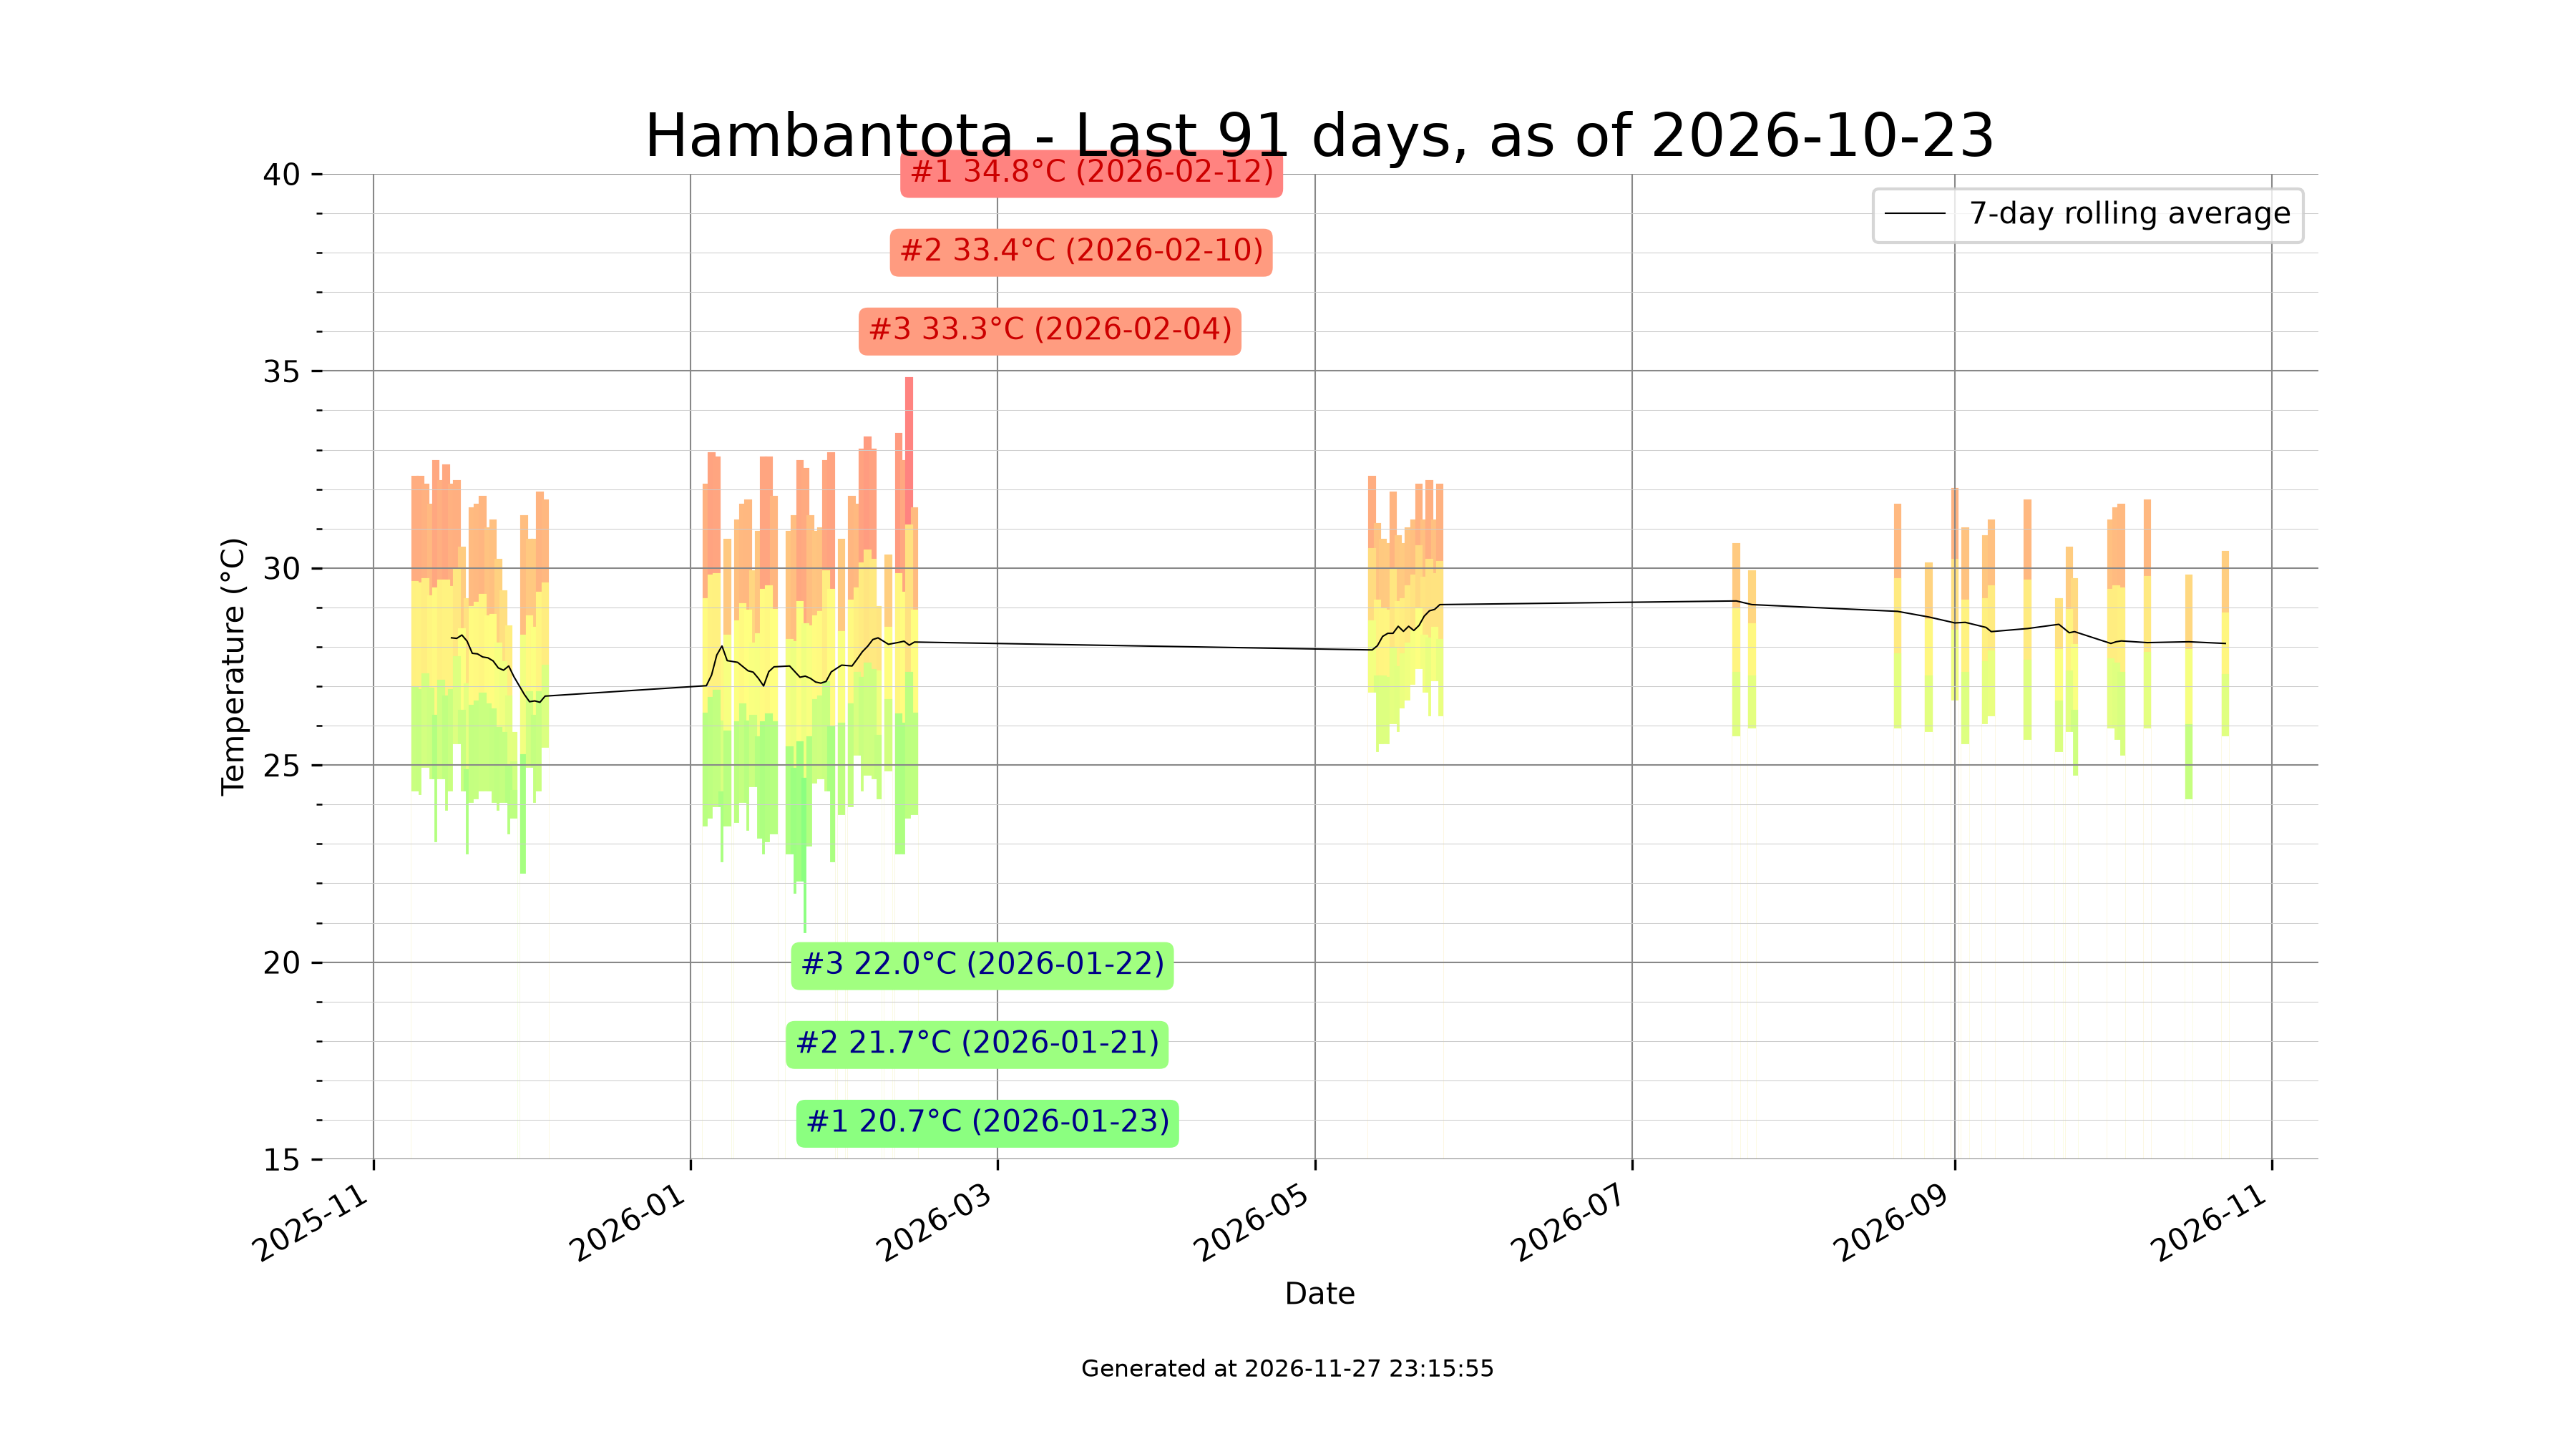 Hambantota - Last 91 days, as of 2026-10-23
#1 34.8°C (2026-02-12)
#2 33.4°C (2026-02-10)
#3 33.3°C (2026-02-04)
7-day rolling average
40
35
30
25
20
15
Temperature (°C)
#3 22.0°C (2026-01-22)
#2 21.7°C (2026-01-21)
#1 20.7°C (2026-01-23)
2025-11
2026-01
2026-03
2026-05
2026-07
2026-09
2026-11
Date
Generated at 2026-11-27 23:15:55